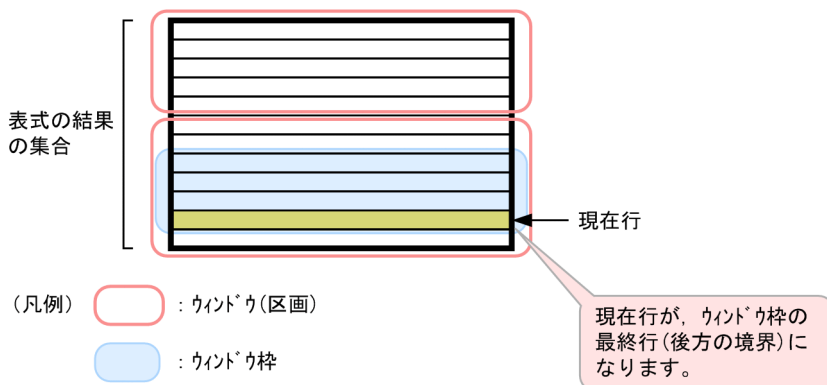 表式の結果
の集合
現在行
(凡例)
：ウィンドウ(区画)
：ウィンドウ枠
現在行が，ウィンドウ枠の
最終行(後方の境界)に
なります。